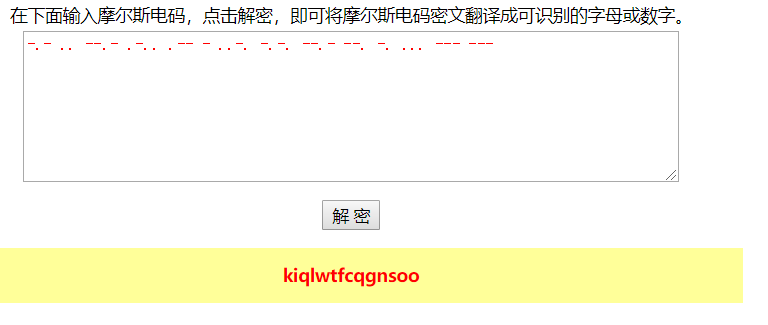 在下面输入摩尔斯电码，点击解密，即可将摩尔斯电码密文翻译成可识别的字母或数字。
-.- .. --.- .-.. .-- - ..-. -.-. --.- --. -. ... --- ---
解 密
kiqlwtfcqgnsoo